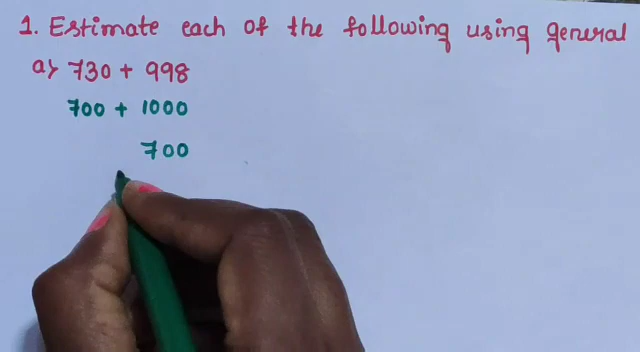 1. Estimate each of the following using general
a) 730 + 998
700 + 1000
700